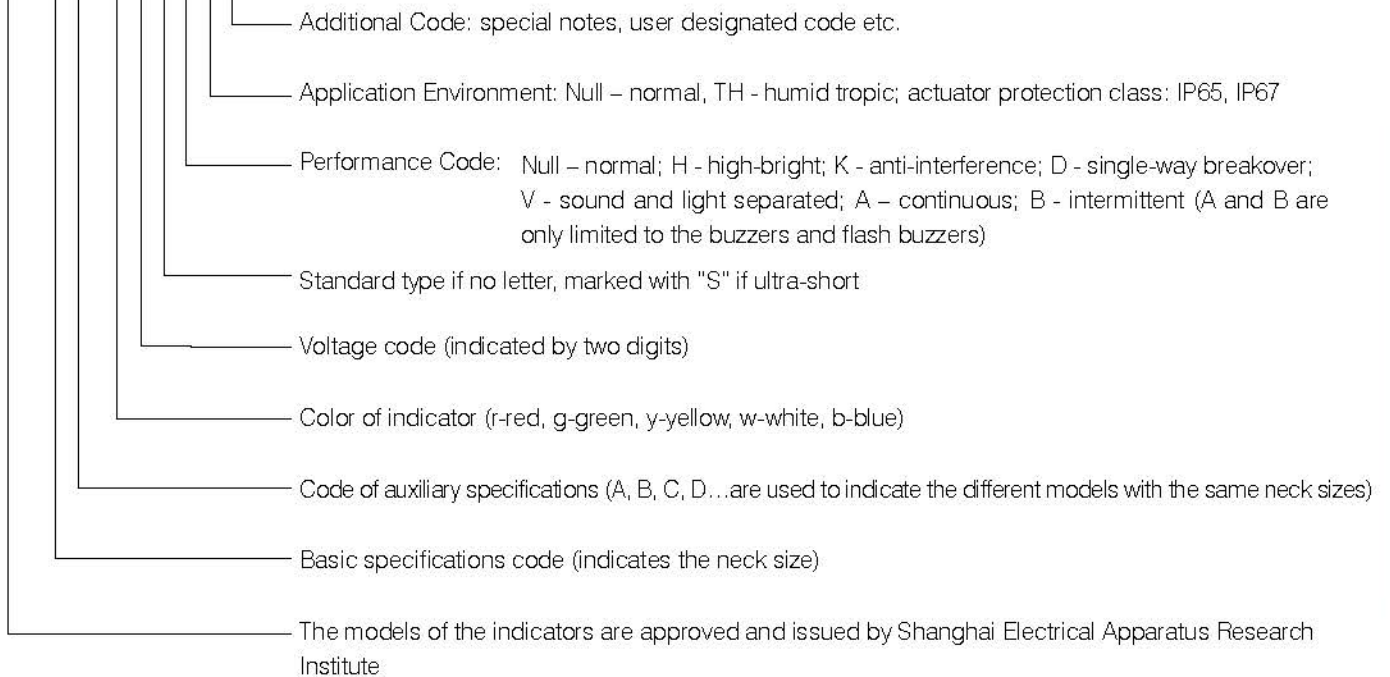 Additional Code: special notes, user designated code etc.
Application Environment: Null – normal, TH - humid tropic; actuator protection class: IP65, IP67
Performance Code: Null – normal; H - high-bright; K - anti-interference; D - single-way breakover;
V - sound and light separated; A – continuous; B - intermittent (A and B are
only limited to the buzzers and flash buzzers)
Standard type if no letter, marked with "S" if ultra-short
Voltage code (indicated by two digits)
Color of indicator (r-red, g-green, y-yellow, w-white, b-blue)
Code of auxiliary specifications (A, B, C, D...are used to indicate the different models with the same neck sizes)
Basic specifications code (indicates the neck size)
The models of the indicators are approved and issued by Shanghai Electrical Apparatus Research
Institute